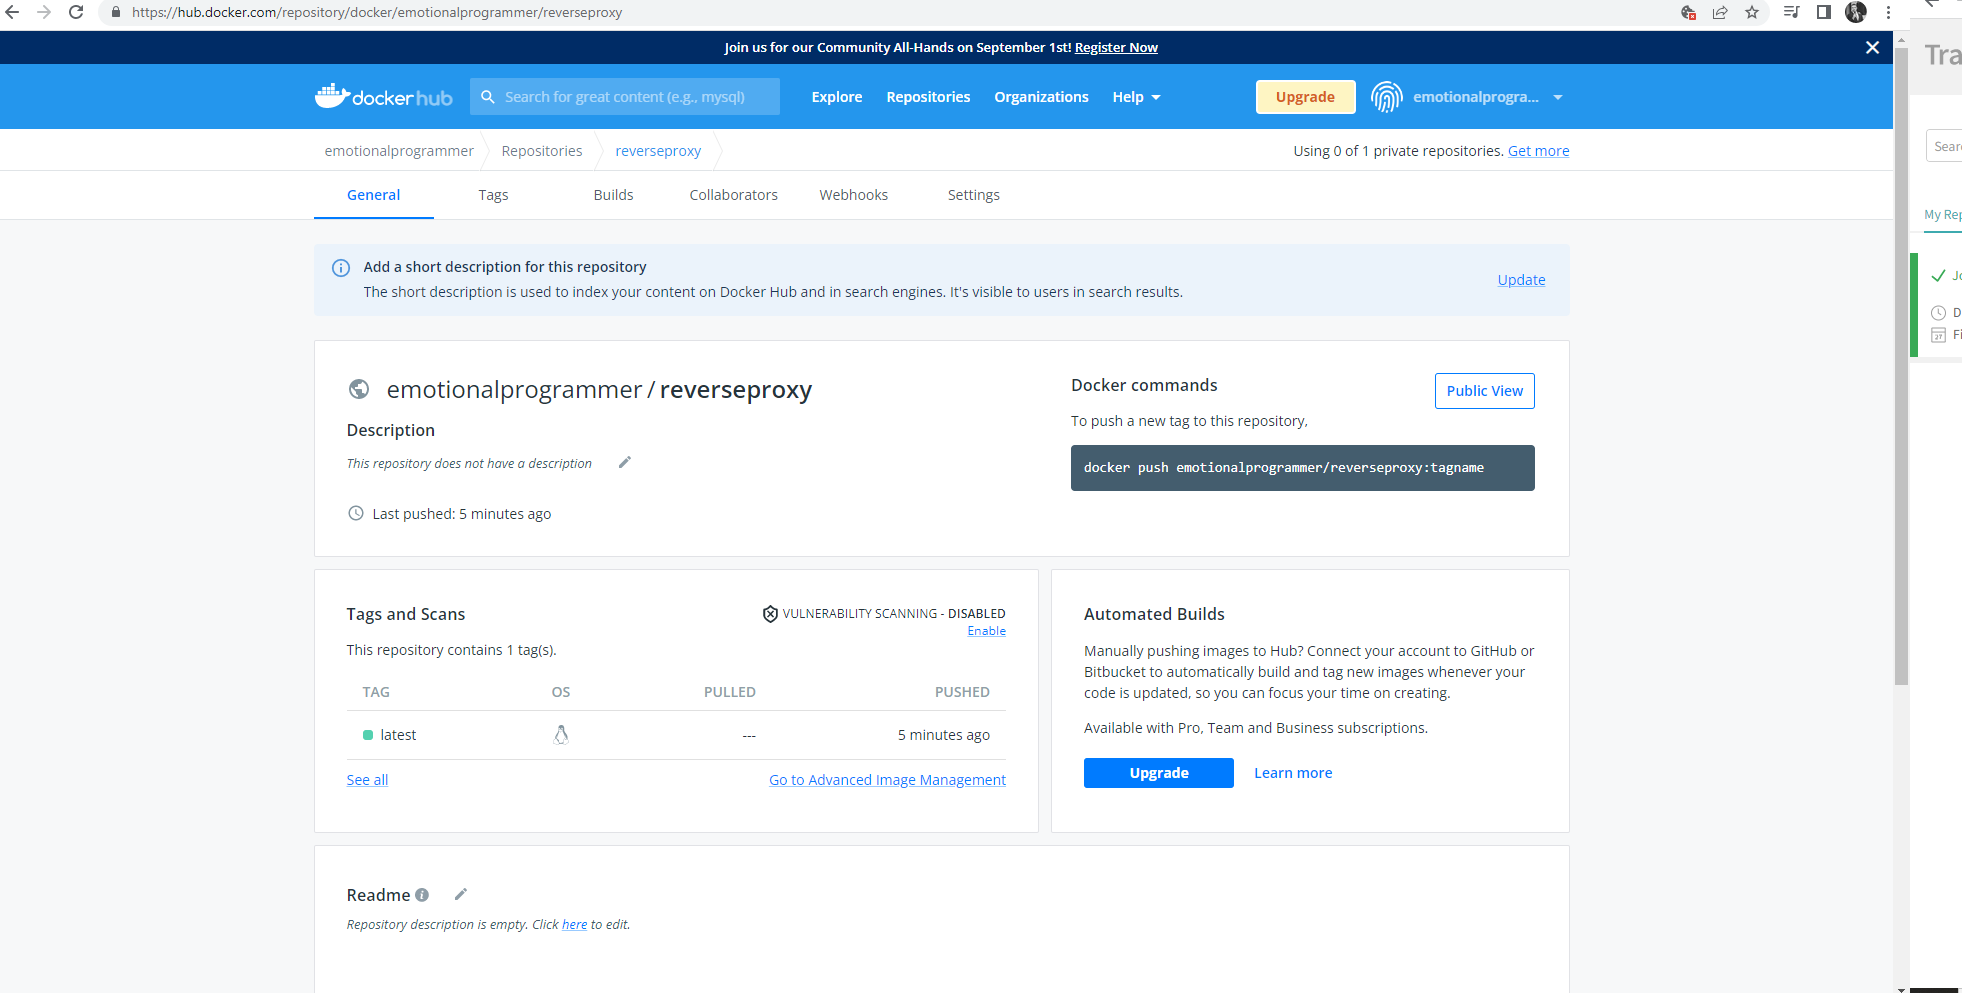 https://hub.docker.com/repository/docker/emotionalprogrammer/reverseproxy
Join us for our Community All-Hands on September 1st! Register Now
Tra
docker hub
Search for great content (e.g., mysql)
Explore
Repositories
Organizations
Help
Upgrade
emotionalprogra...
emotionalprogrammer
Repositories
reverseproxy
Using 0 of 1 private repositories. Get more
Sear
General
Tags
Builds
Collaborators
Webhooks
Settings
My Rep
Add a short description for this repository
The short description is used to index your content on Docker Hub and in search engines. It's visible to users in search results.
Update
Jo
D
Fi
emotionalprogrammer / reverseproxy
Description
This repository does not have a description
Last pushed: 5 minutes ago
Docker commands
Public View
To push a new tag to this repository,
docker push emotionalprogrammer/reverseproxy:tagname
Tags and Scans
VULNERABILITY SCANNING - DISABLED
Enable
This repository contains 1 tag(s).
TAG OS PULLED PUSHED
latest --- 5 minutes ago
See all
Go to Advanced Image Management
Automated Builds
Manually pushing images to Hub? Connect your account to GitHub or
Bitbucket to automatically build and tag new images whenever your
code is updated, so you can focus your time on creating.
Available with Pro, Team and Business subscriptions.
Upgrade
Learn more
Readme
Repository description is empty. Click here to edit.